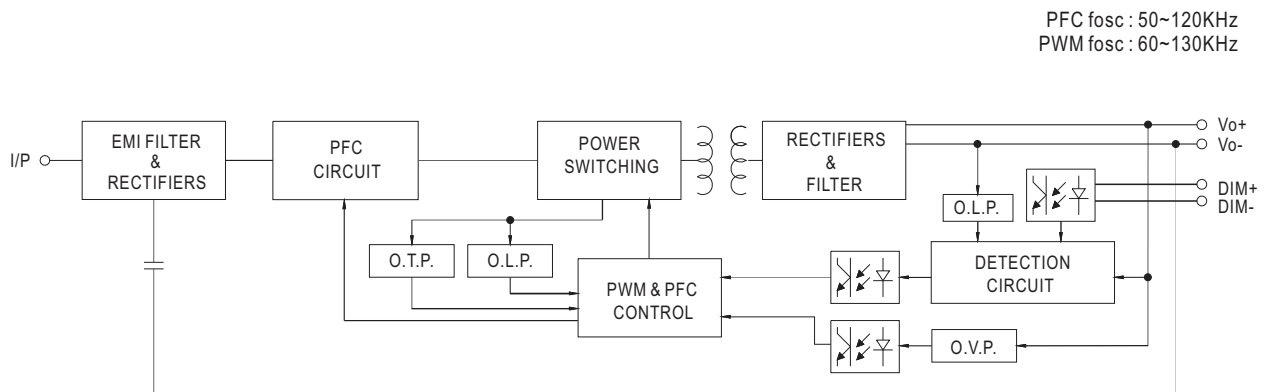 PFC fosc : 50~120KHz
PWM fosc : 60~130KHz
I/P
EMI FILTER
&
RECTIFIERS
PFC
CIRCUIT
POWER
SWITCHING
RECTIFIERS
&
FILTER
Vo+
Vo-
DIM+
DIM-
O.L.P.
O.T.P.
O.L.P.
PWM & PFC
CONTROL
DETECTION
CIRCUIT
O.V.P.